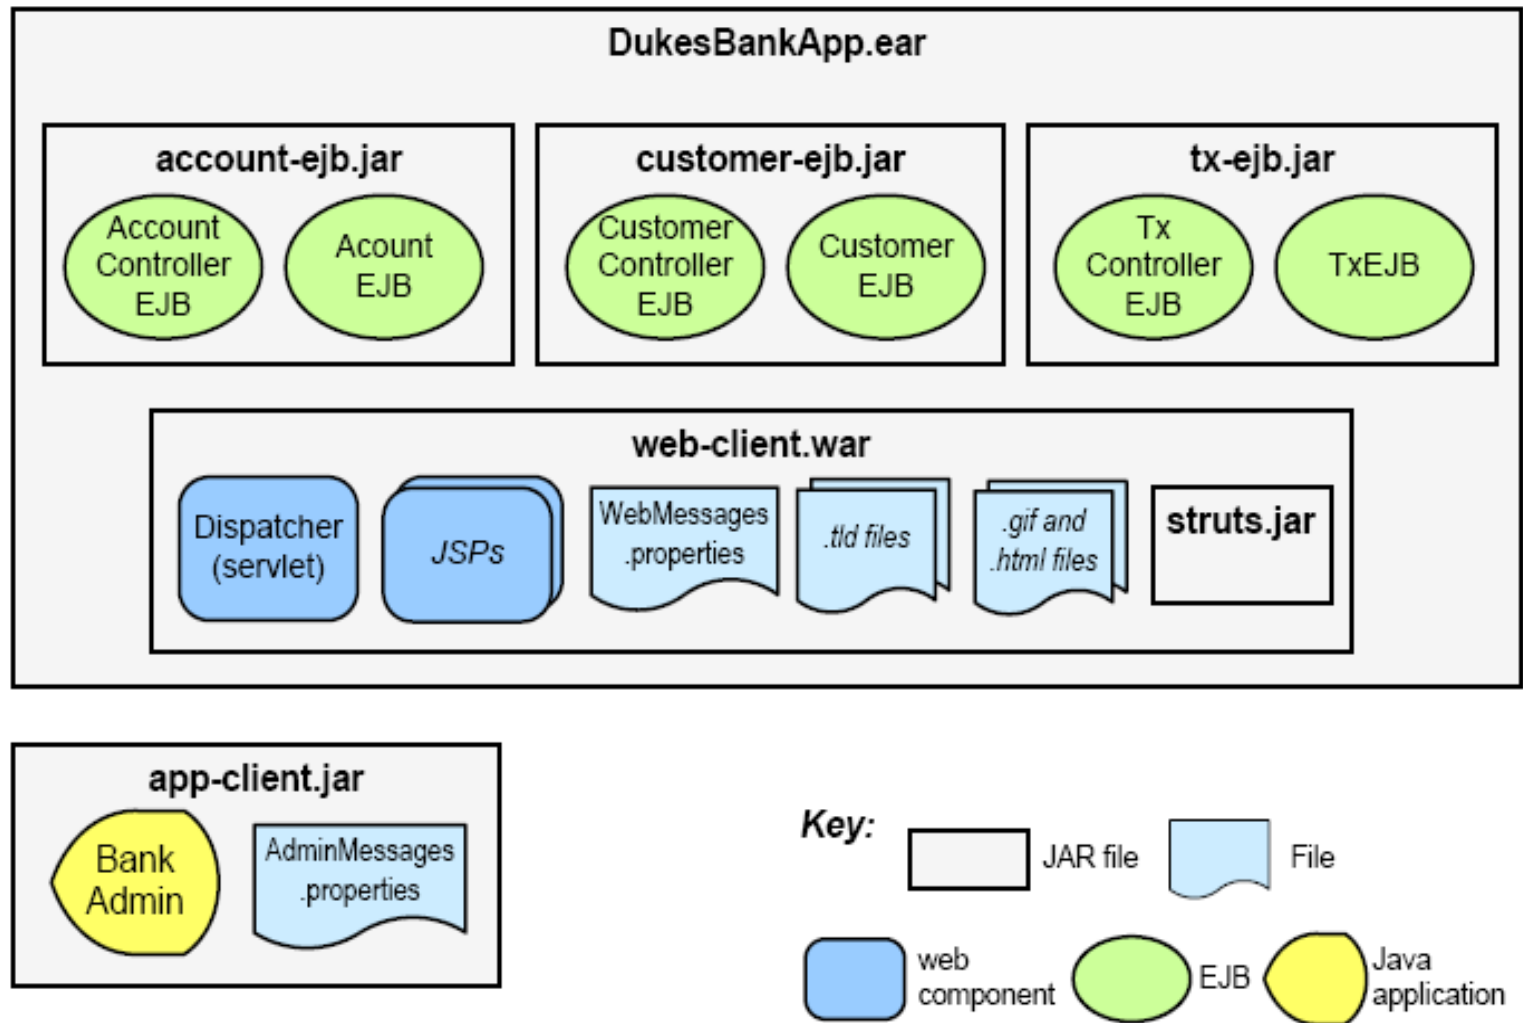 DukesBankApp.ear
account-ejb.jar
Account
Controller
EJB
Acount
EJB
customer-ejb.jar
Customer
Controller
EJB
Customer
EJB
tx-ejb.jar
Tx
Controller
EJB
TxEJB
web-client.war
Dispatcher
(servlet)
JSPs
WebMessages
.properties
.tld files
.gif and
.html files
struts.jar
app-client.jar
Bank
Admin
AdminMessages
.properties
Key:
JAR file
File
web
component
EJB
Java
application